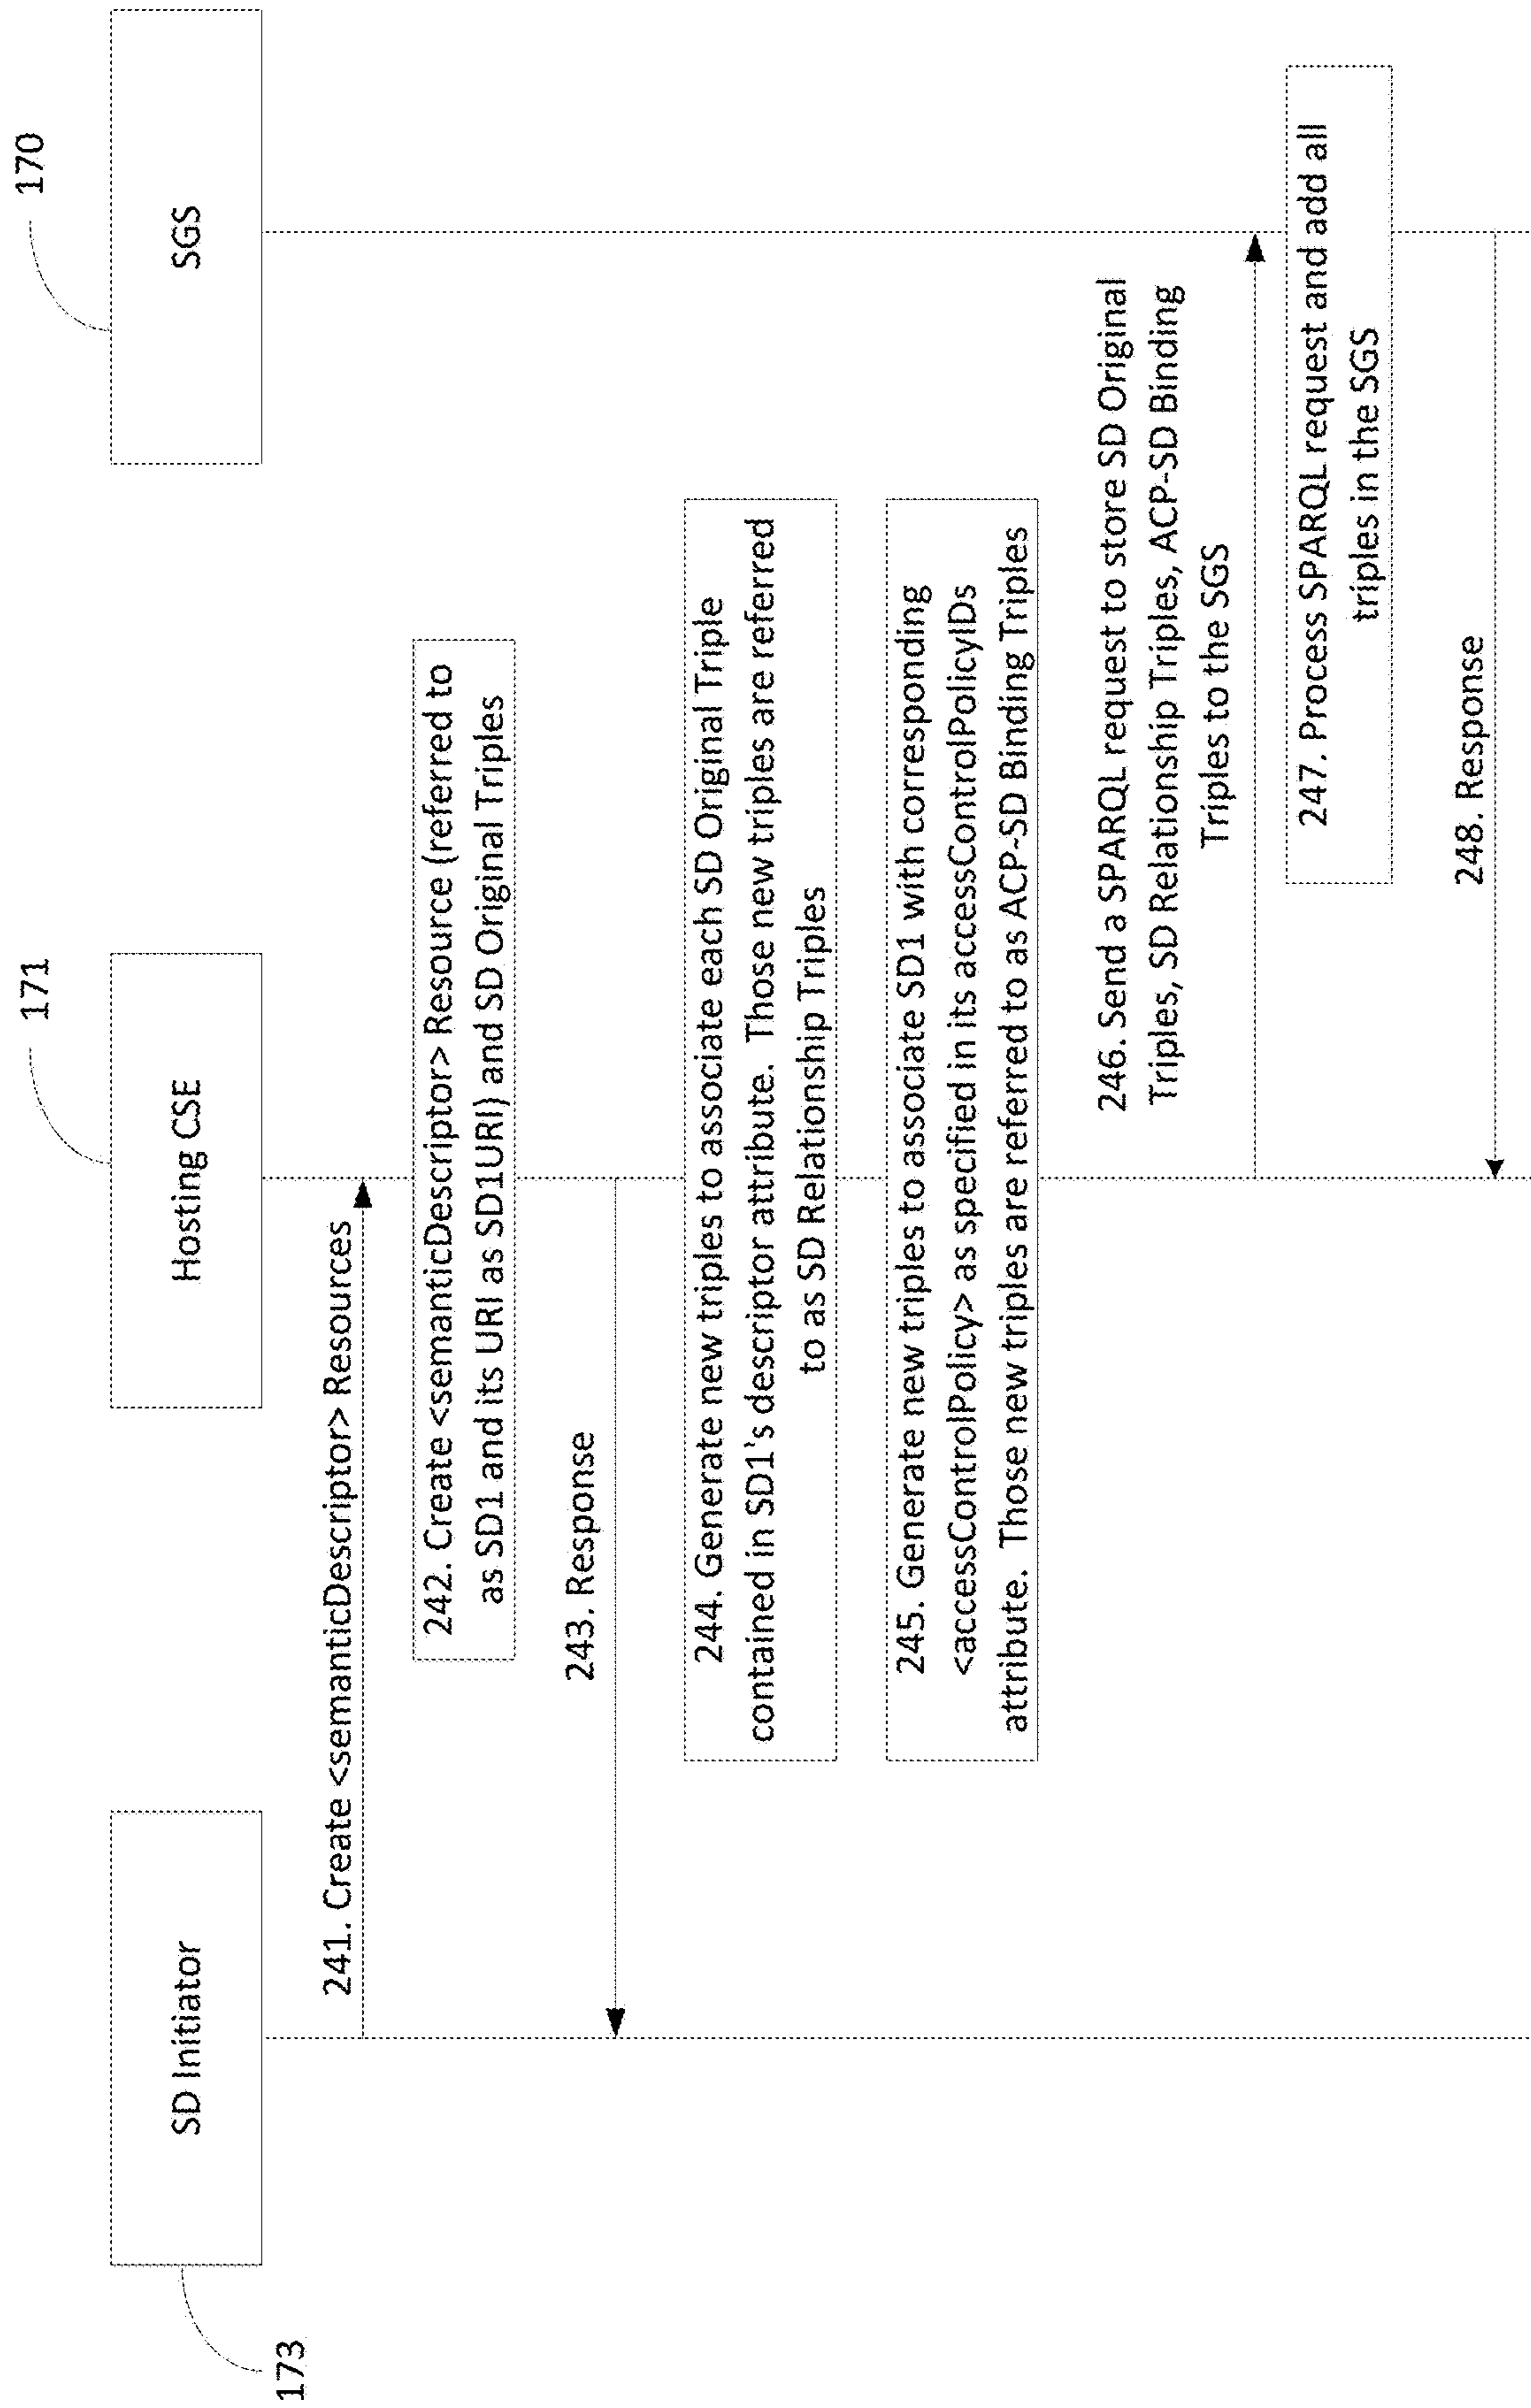 173
SD Initiator
171
Hosting CSE
170
SGS
241. Create <semanticDescriptor> Resources
242. Create <semanticDescriptor> Resource (referred to
as SD1 and its URI as SD1URI) and SD Original Triples
243. Response
244. Generate new triples to associate each SD Original Triple
contained in SD1's descriptor attribute. Those new triples are referred
to as SD Relationship Triples
245. Generate new triples to associate SD1 with corresponding
<accessControlPolicy> as specified in its accessControlPolicyIDs
attribute. Those new triples are referred to as ACP-SD Binding Triples
246. Send a SPARQL request to store SD Original
Triples, SD Relationship Triples, ACP-SD Binding
Triples to the SGS
247. Process SPARQL request and add all
triples in the SGS
248. Response